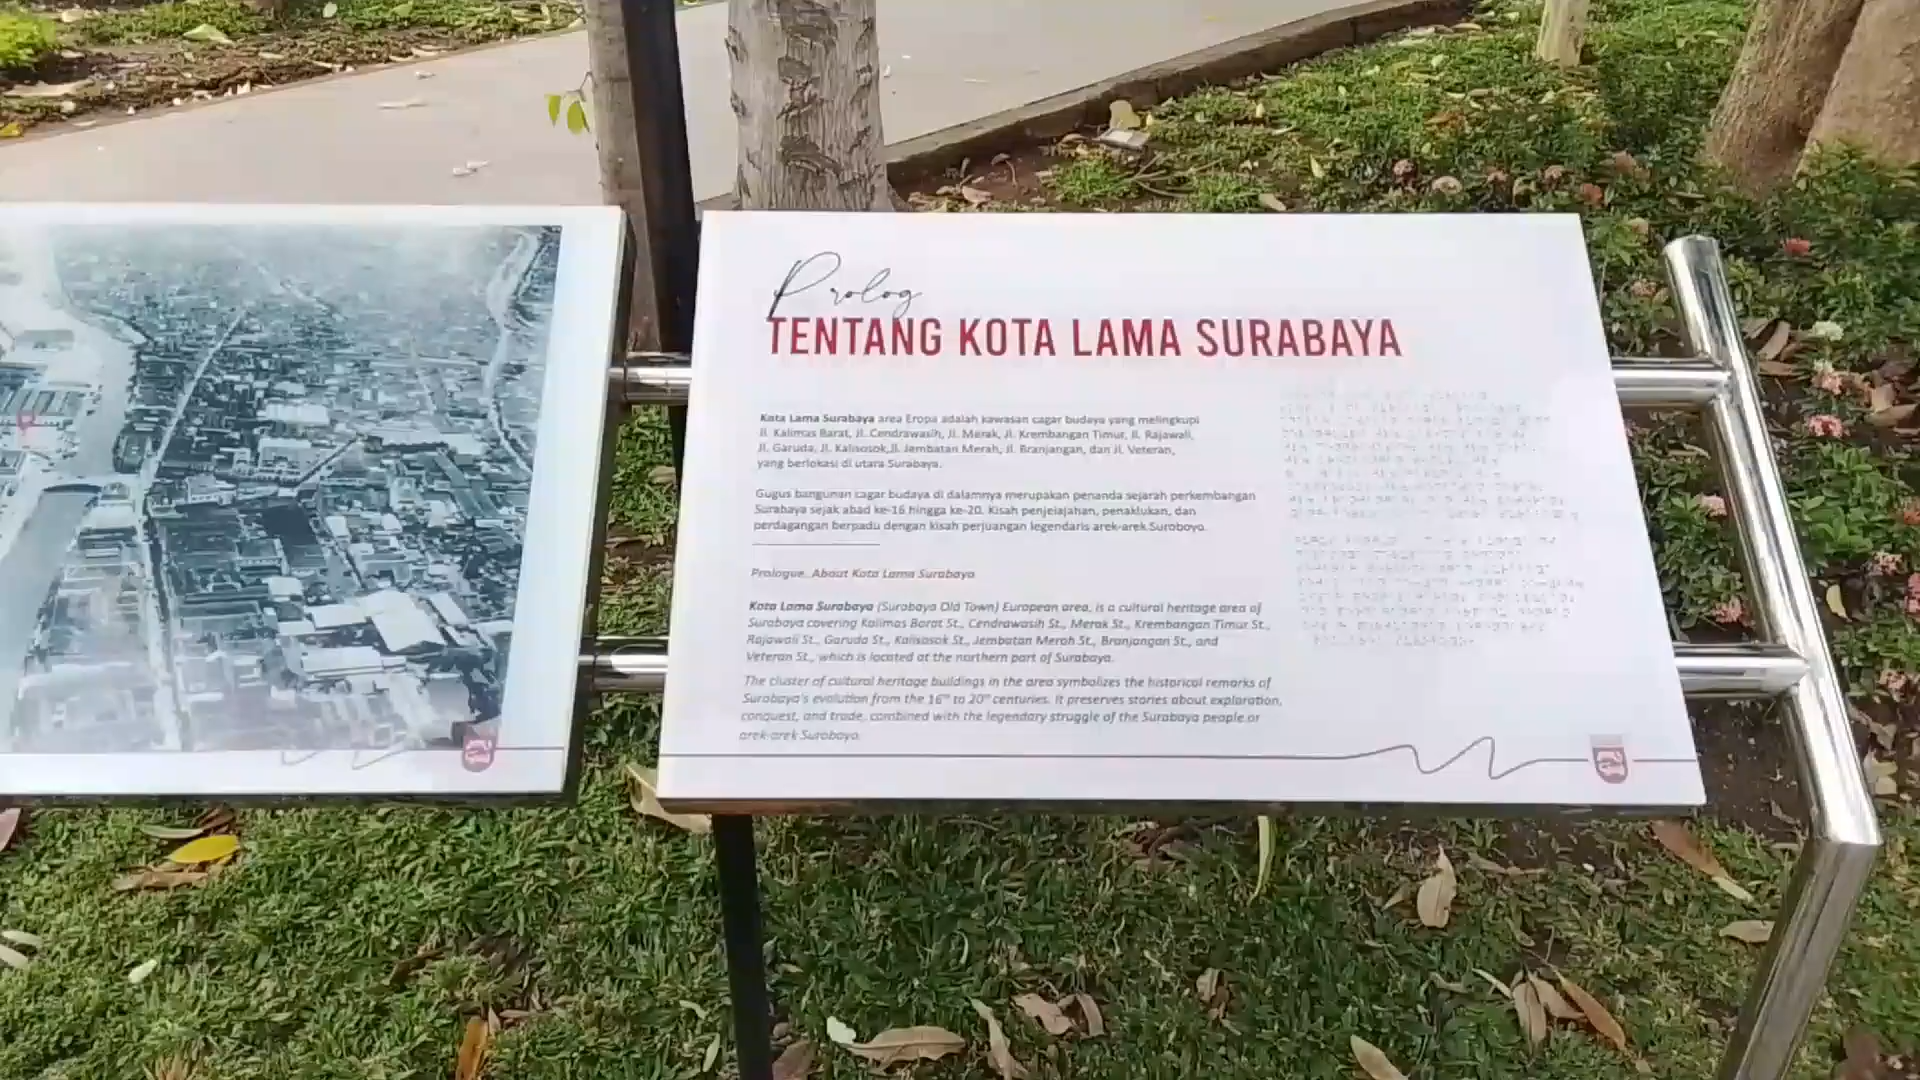 Prolog
TENTANG KOTA LAMA SURABAYA
Kota Lama Surabaya area Eropa adalah kawasan cagar budaya yang melingkupi
Jl. Kalimas Barat, Jl. Cendrawasih, Jl. Merak, Jl. Krembangan Timur, Jl. Rajawali,
Jl. Garuda, Jl. Kalisosok, Jl. Jembatan Merah, Jl. Branjangan, dan Jl. Veteran,
yang berlokasi di utara Surabaya.
Gugus bangunan cagar budaya di dalamnya merupakan penanda sejarah perkembangan
Surabaya sejak abad ke-16 hingga ke-20. Kisah penjelajahan, penaklukan, dan
perdagangan berpadu dengan kisah perjuangan legendaris arek-arek Suroboyo.
Prologue. About Kota Lama Surabaya
Kota Lama Surabaya (Surabaya Old Town) European area, is a cultural heritage area of
Surabaya covering Kalimas Barat St., Cendrawasih St., Merak St., Krembangan Timur St.,
Rajawali St., Garuda St., Kalisosok St., Jembatan Merah St., Branjangan St., and
Veteran St., which is located at the northern part of Surabaya.
The cluster of cultural heritage buildings in the area symbolizes the historical remarks of
Surabaya's evolution from the 16th to 20th centuries. It preserves stories about exploration,
conquest, and trade, combined with the legendary struggle of the Surabaya people or
arek-arek Suroboyo.